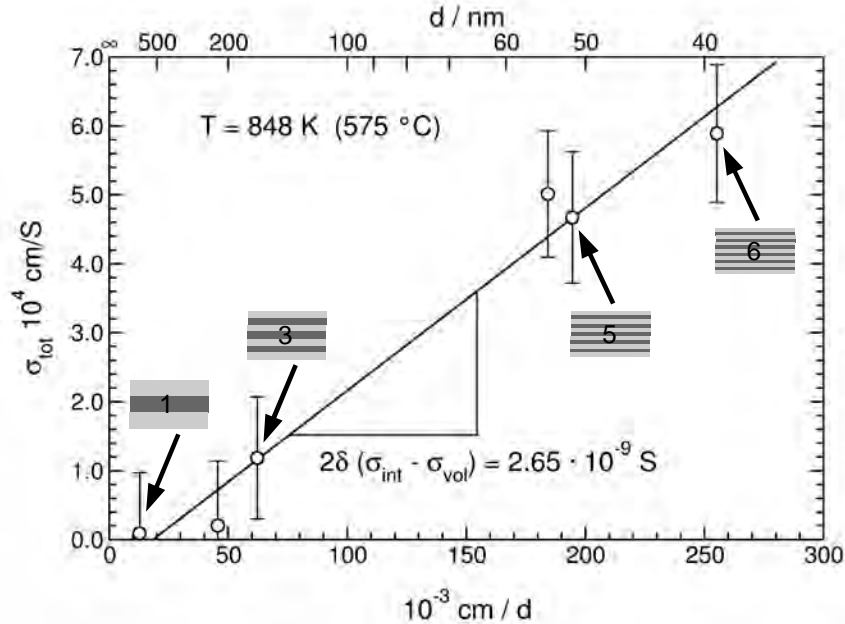 d / nm
∞ 500 200 100 60 50 40
7.0
6.0
5.0
4.0
3.0
2.0
1.0
0.0
σtot 10⁴ cm/S
T = 848 K (575 °C)
6
5
3
1
2δ (σint - σvol) = 2.65 · 10⁻⁹ S
0 50 100 150 200 250 300
10⁻³ cm / d